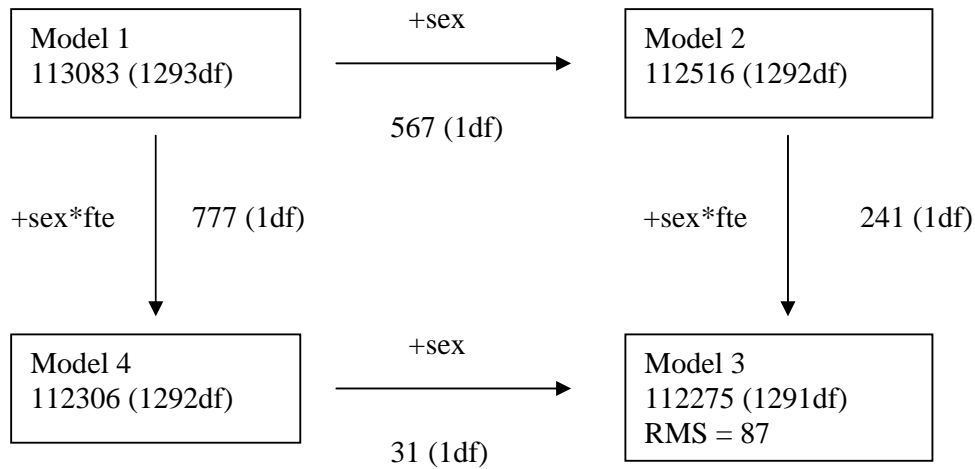 +sex
Model 1
113083 (1293df)
Model 2
112516 (1292df)
567 (1df)
+sex*fte
777 (1df)
+sex*fte
241 (1df)
+sex
Model 4
112306 (1292df)
Model 3
112275 (1291df)
RMS = 87
31 (1df)